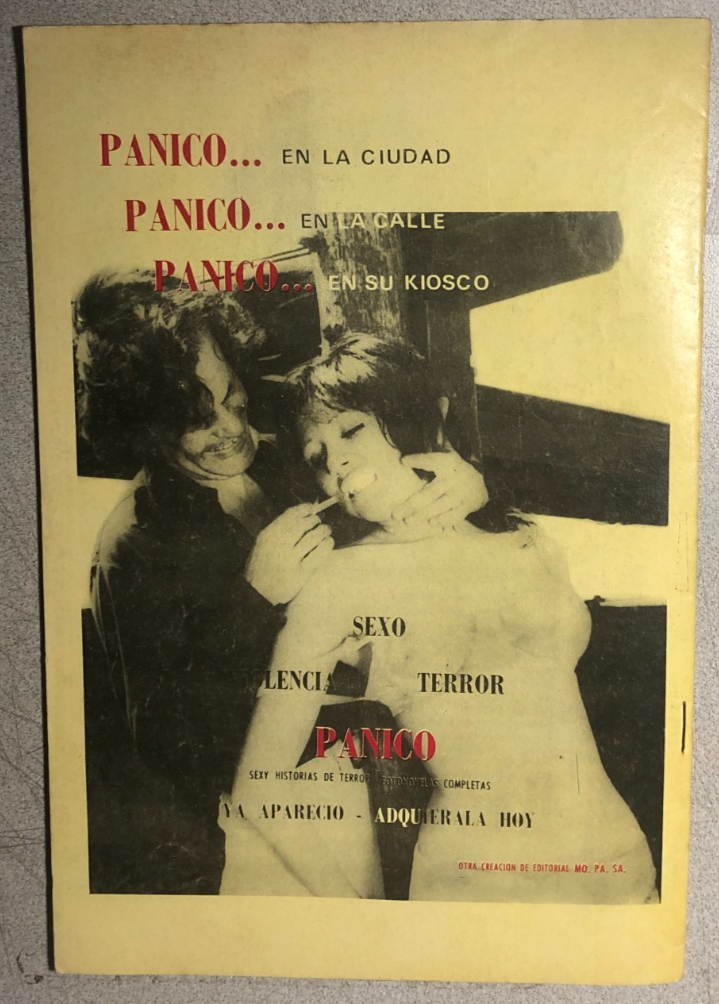 PANICO... EN LA CIUDAD
PANICO... EN LA CALLE
PANICO... EN SU KIOSCO
SEXO
VIOLENCIA TERROR
PANICO
SEXY HISTORIAS DE TERROR FOTONOVELAS COMPLETAS
YA APARECIO - ADQUIERALA HOY
OTRA CREACION DE EDITORIAL MO. PA. SA.